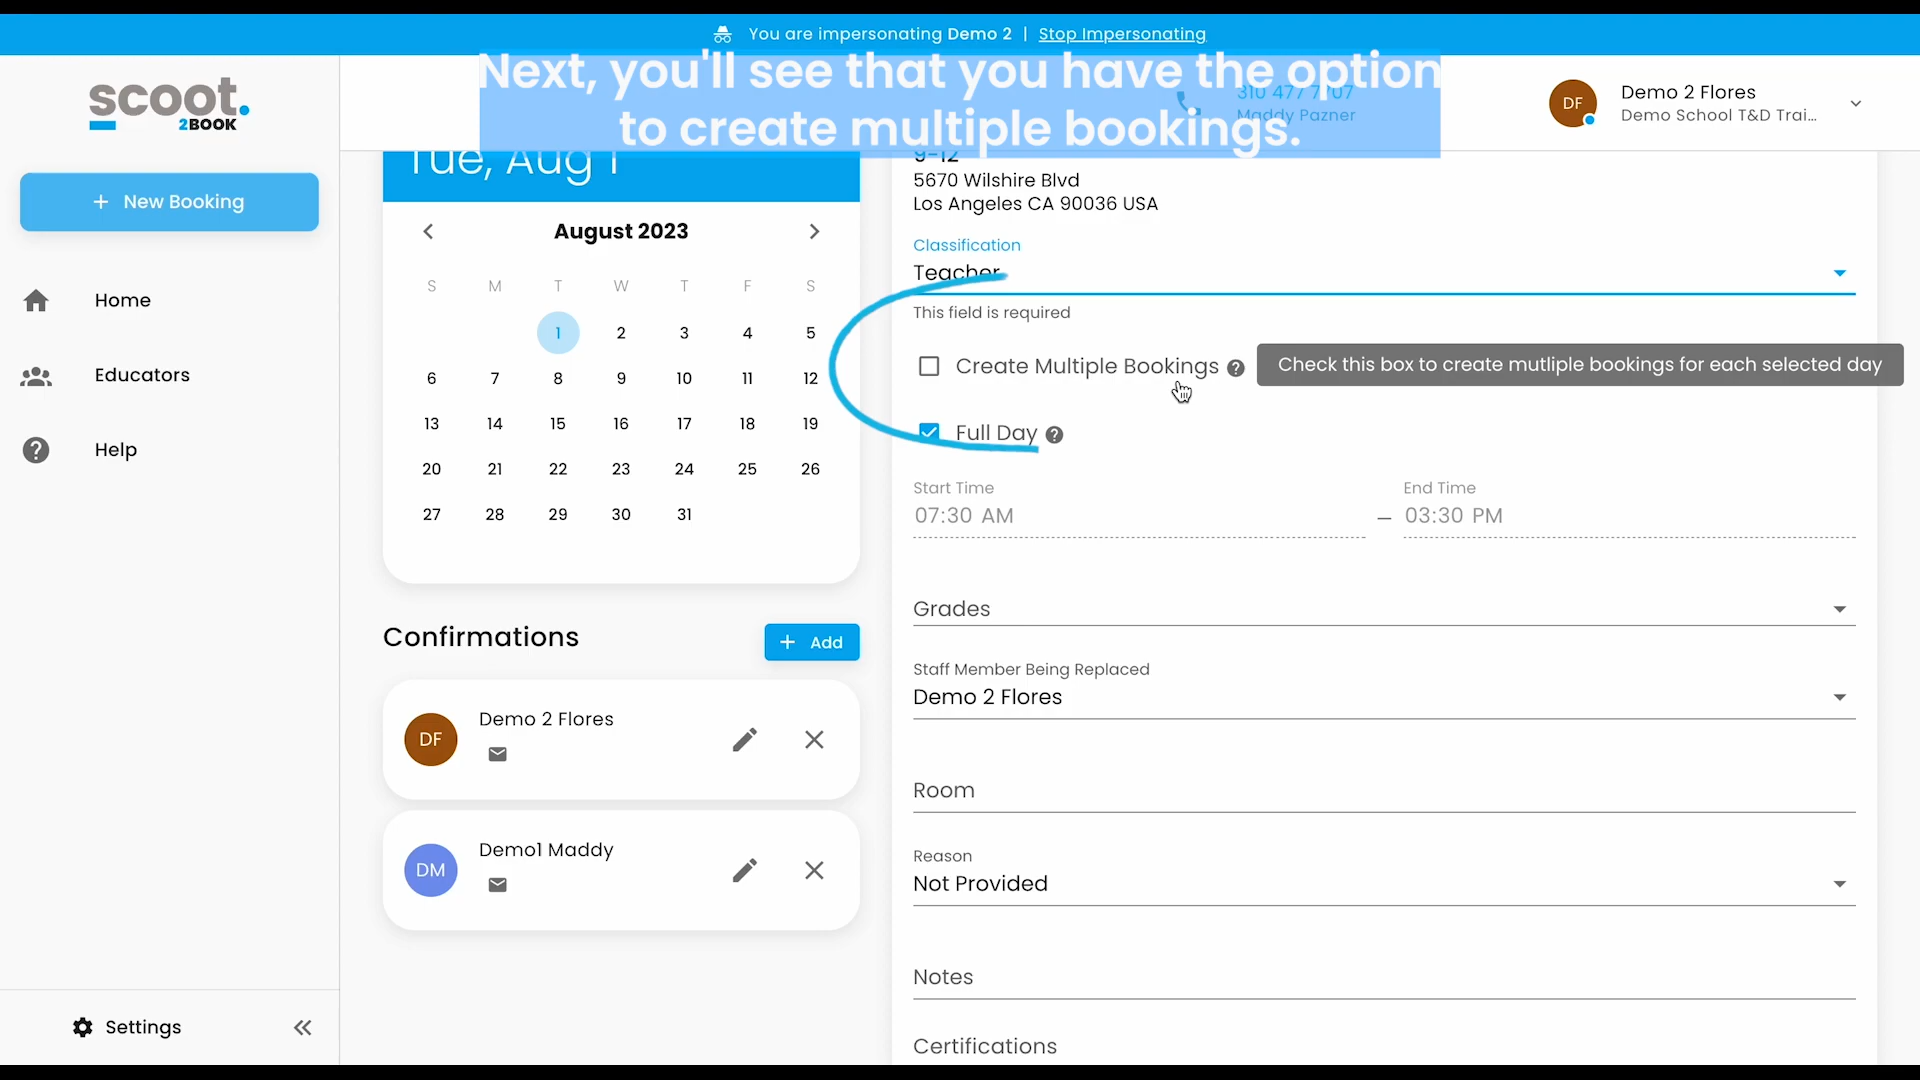 You are impersonating Demo 2 | Stop Impersonating
Next, you'll see that you have the option
to create multiple bookings.
scoot.
2BOOK
310 477 7707
Maddy Pazner
DF
Demo 2 Flores
Demo School T&D Trai...
+ New Booking
Home
Educators
Help
Settings
Tue, Aug 1
August 2023
S M T W T F S
1 2 3 4 5
6 7 8 9 10 11 12
13 14 15 16 17 18 19
20 21 22 23 24 25 26
27 28 29 30 31
Confirmations
+ Add
DF
Demo 2 Flores
DM
Demo1 Maddy
9-12
5670 Wilshire Blvd
Los Angeles CA 90036 USA
Classification
Teacher
This field is required
Create Multiple Bookings ?
Check this box to create mutliple bookings for each selected day
Full Day ?
Start Time
07:30 AM
–
End Time
03:30 PM
Grades
Staff Member Being Replaced
Demo 2 Flores
Room
Reason
Not Provided
Notes
Certifications